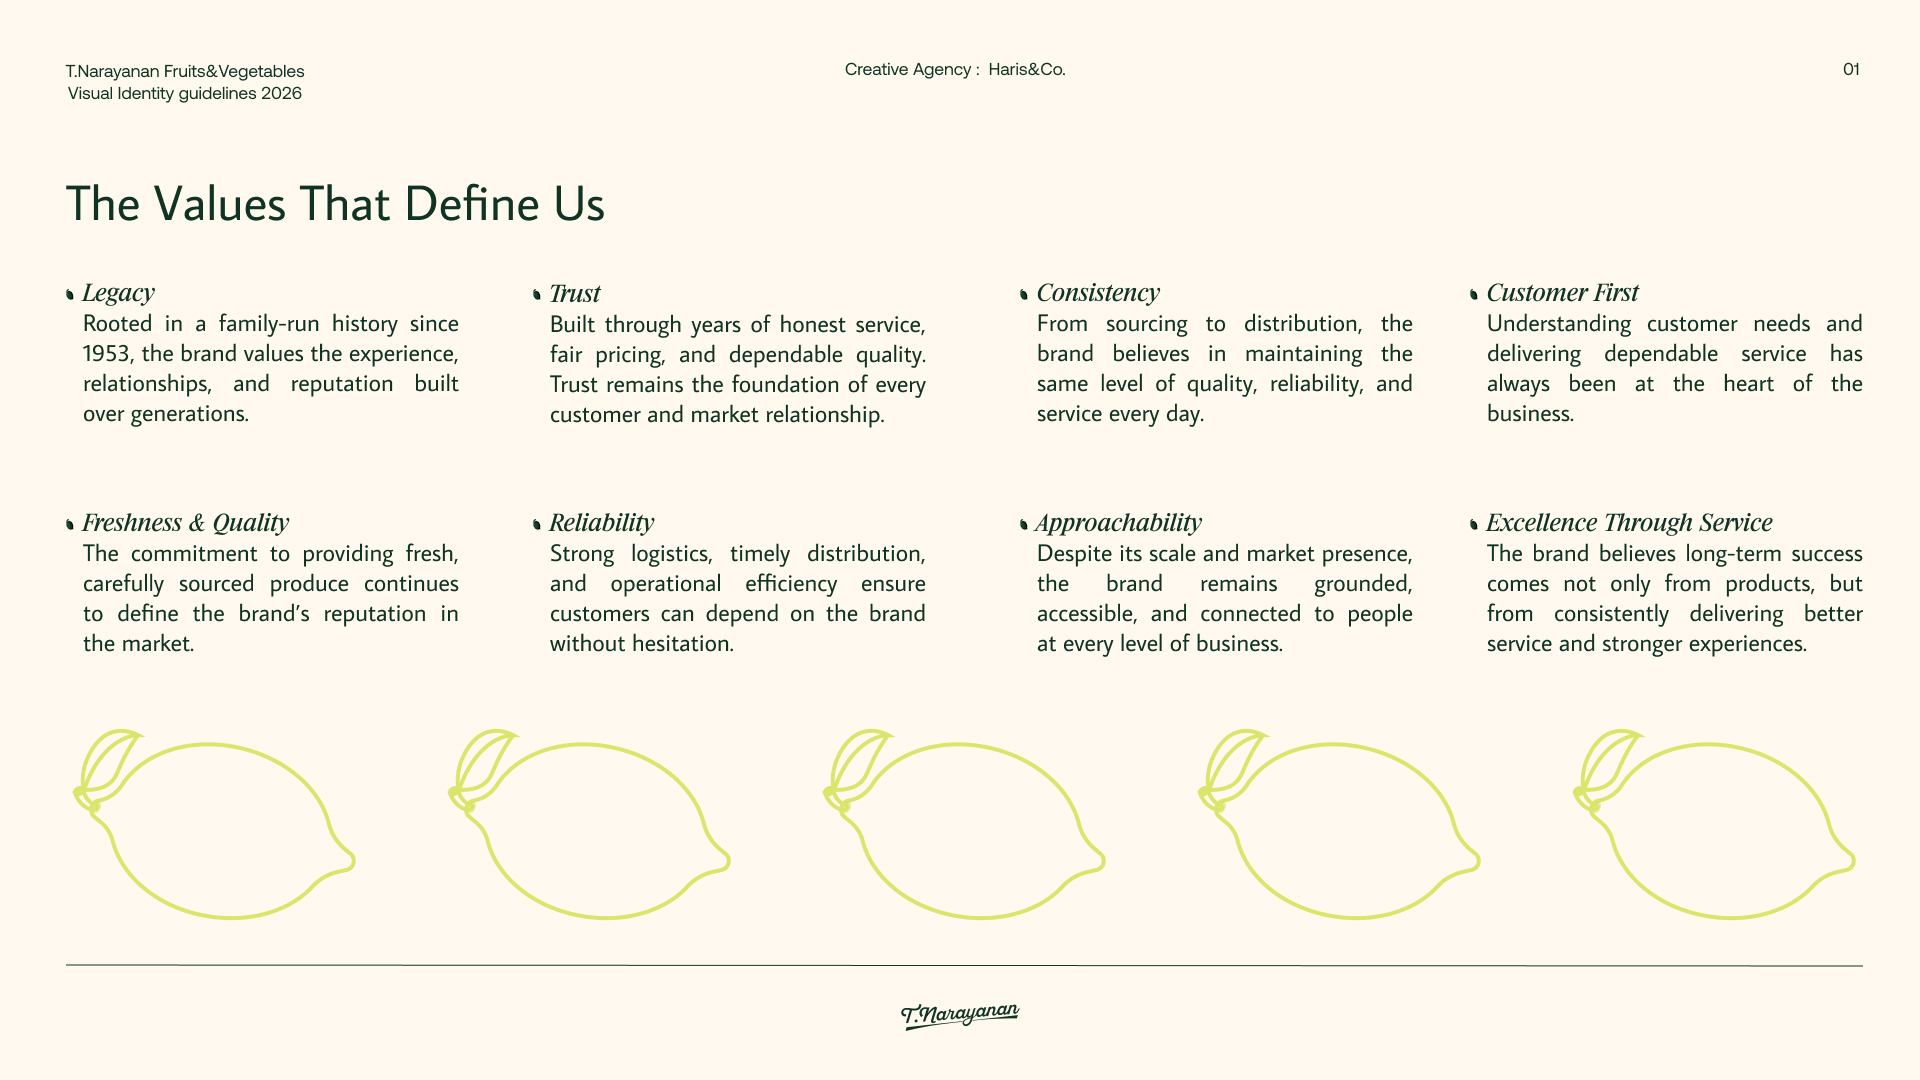 T.Narayanan Fruits&Vegetables
Visual Identity guidelines 2026
Creative Agency : Haris&Co.
01
The Values That Define Us
Legacy
Rooted in a family-run history since
1953, the brand values the experience,
relationships, and reputation built
over generations.
Trust
Built through years of honest service,
fair pricing, and dependable quality.
Trust remains the foundation of every
customer and market relationship.
Consistency
From sourcing to distribution, the
brand believes in maintaining the
same level of quality, reliability, and
service every day.
Customer First
Understanding customer needs and
delivering dependable service has
always been at the heart of the
business.
Freshness & Quality
The commitment to providing fresh,
carefully sourced produce continues
to define the brand’s reputation in
the market.
Reliability
Strong logistics, timely distribution,
and operational efficiency ensure
customers can depend on the brand
without hesitation.
Approachability
Despite its scale and market presence,
the brand remains grounded,
accessible, and connected to people
at every level of business.
Excellence Through Service
The brand believes long-term success
comes not only from products, but
from consistently delivering better
service and stronger experiences.
T.Narayanan